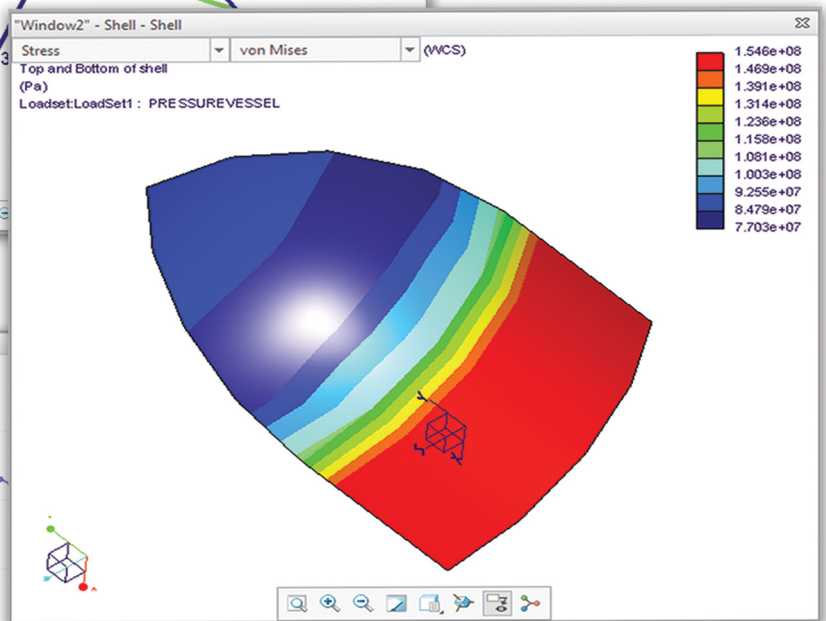 "Window2" - Shell - Shell
Stress von Mises (WCS)
Top and Bottom of shell
(Pa)
Loadset:LoadSet1 : PRESSUREVESSEL
1.546e+08
1.469e+08
1.391e+08
1.314e+08
1.236e+08
1.158e+08
1.081e+08
1.003e+08
9.255e+07
8.479e+07
7.703e+07